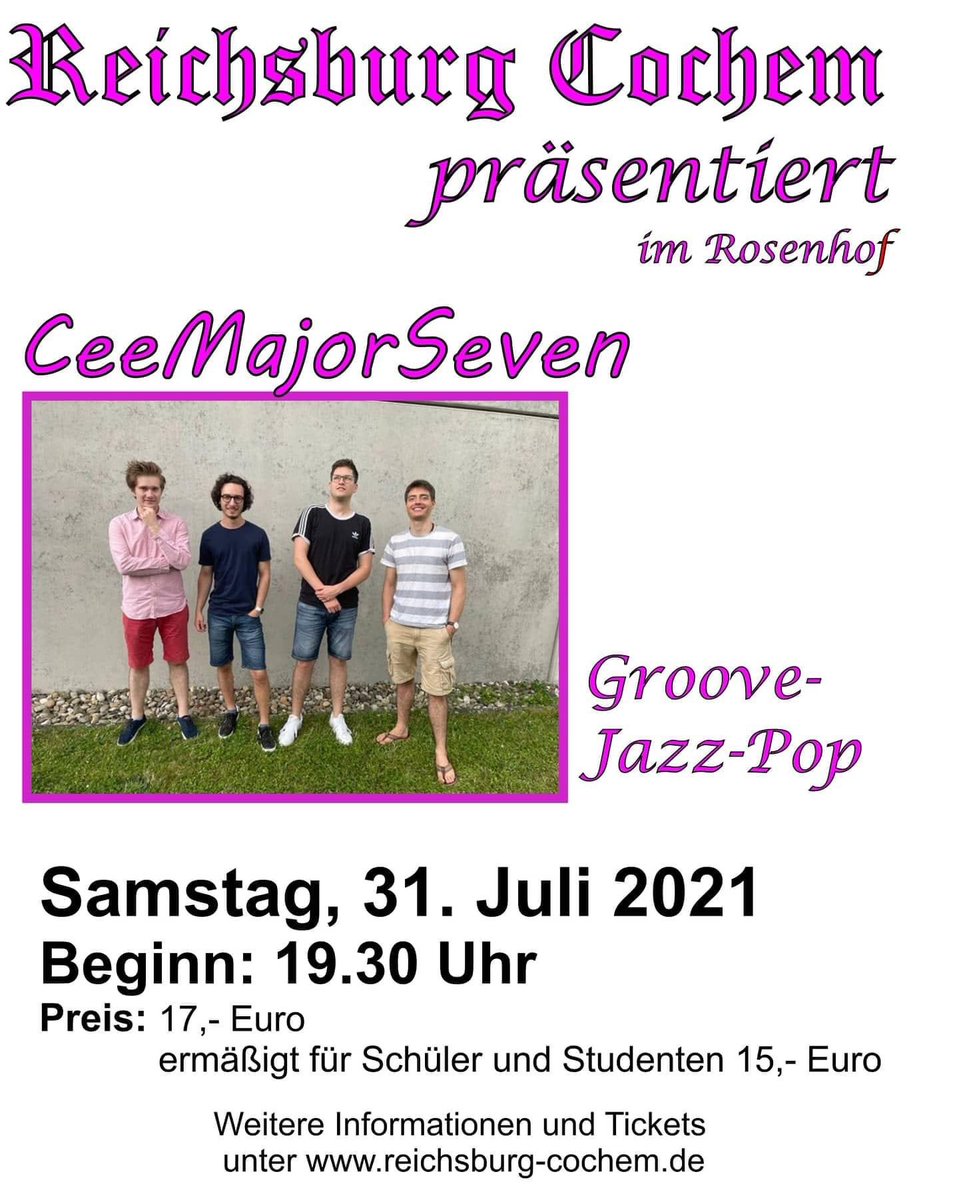 Reichsburg Cochem
präsentiert
im Rosenhof
CeeMajorSeven
Groove-
Jazz-Pop
Samstag, 31. Juli 2021
Beginn: 19.30 Uhr
Preis: 17,- Euro
ermäßigt für Schüler und Studenten 15,- Euro
Weitere Informationen und Tickets
unter www.reichsburg-cochem.de